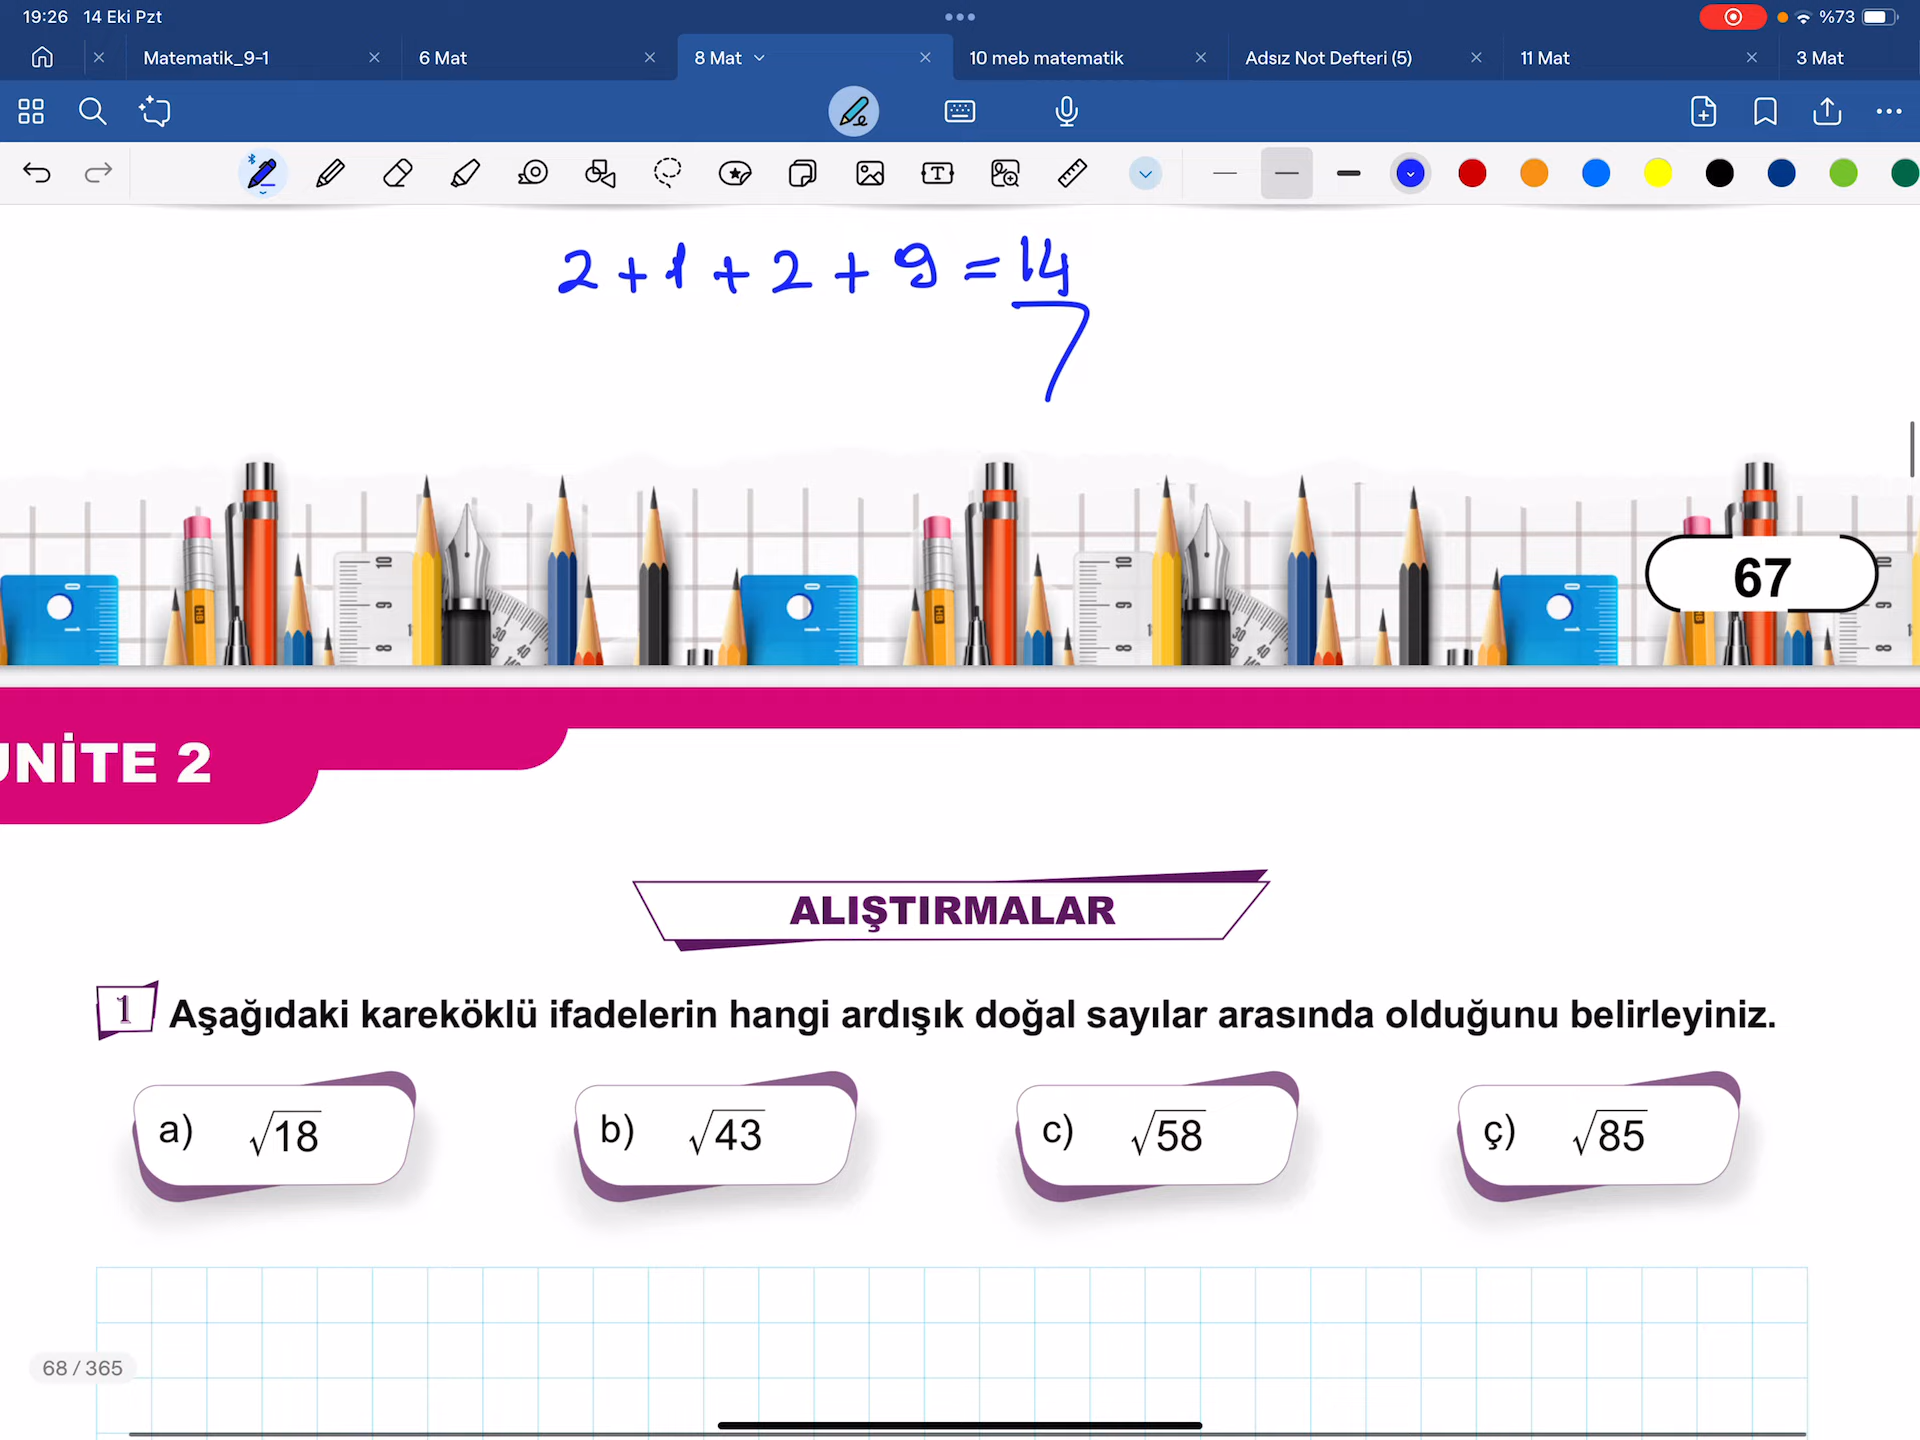 19:26 14 Eki Pzt %73
Matematik_9-1 6 Mat 8 Mat 10 meb matematik Adsız Not Defteri (5) 11 Mat 3 Mat
2 + 1 + 2 + 9 = 14
7
67
ÜNİTE 2
ALIŞTIRMALAR
1 Aşağıdaki kareköklü ifadelerin hangi ardışık doğal sayılar arasında olduğunu belirleyiniz.
a) √18 b) √43 c) √58 ç) √85
68 / 365